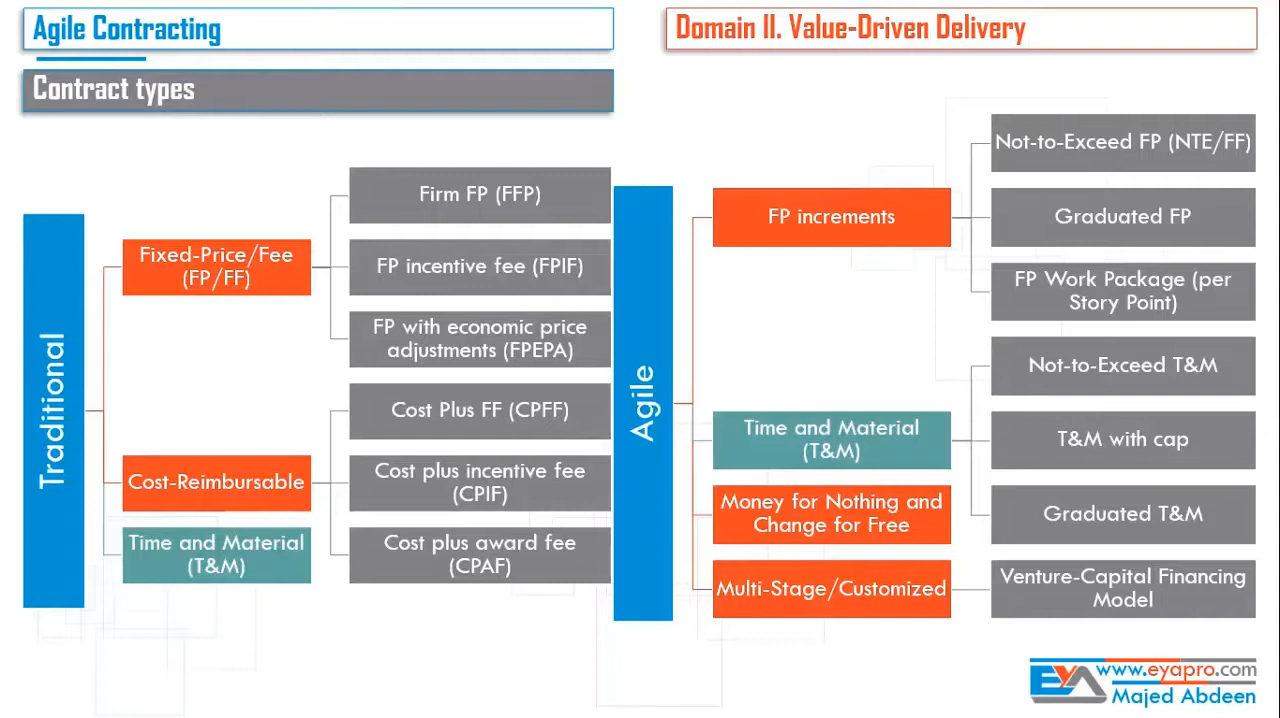 Agile Contracting
Domain II. Value-Driven Delivery
Contract types
Traditional
Fixed-Price/Fee
(FP/FF)
Firm FP (FFP)
FP incentive fee (FPIF)
FP with economic price
adjustments (FPEPA)
Cost-Reimbursable
Cost Plus FF (CPFF)
Cost plus incentive fee
(CPIF)
Cost plus award fee
(CPAF)
Time and Material
(T&M)
Agile
FP increments
Not-to-Exceed FP (NTE/FF)
Graduated FP
FP Work Package (per
Story Point)
Time and Material
(T&M)
Not-to-Exceed T&M
T&M with cap
Graduated T&M
Money for Nothing and
Change for Free
Multi-Stage/Customized
Venture-Capital Financing
Model
EYA
www.eyapro.com
Majed Abdeen